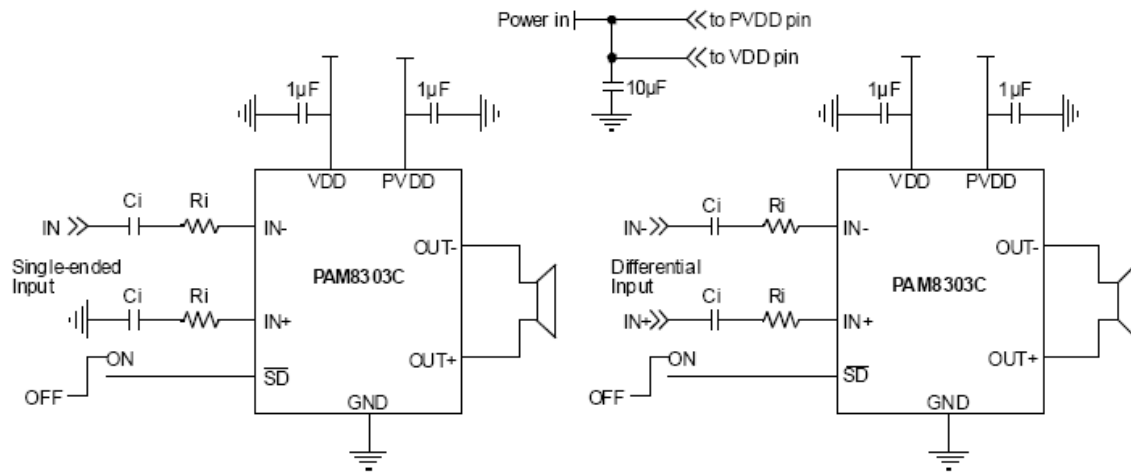 Power in
to PVDD pin
to VDD pin
10µF
1µF
1µF
VDD
PVDD
Ci
Ri
IN
IN-
OUT-
Single-ended
Input
PAM8303C
Ci
Ri
IN+
ON
OUT+
OFF
SD
GND
1µF
1µF
VDD
PVDD
Ci
Ri
IN-
IN-
OUT-
Differential
Input
PAM8303C
Ci
Ri
IN+
IN+
ON
OUT+
OFF
SD
GND